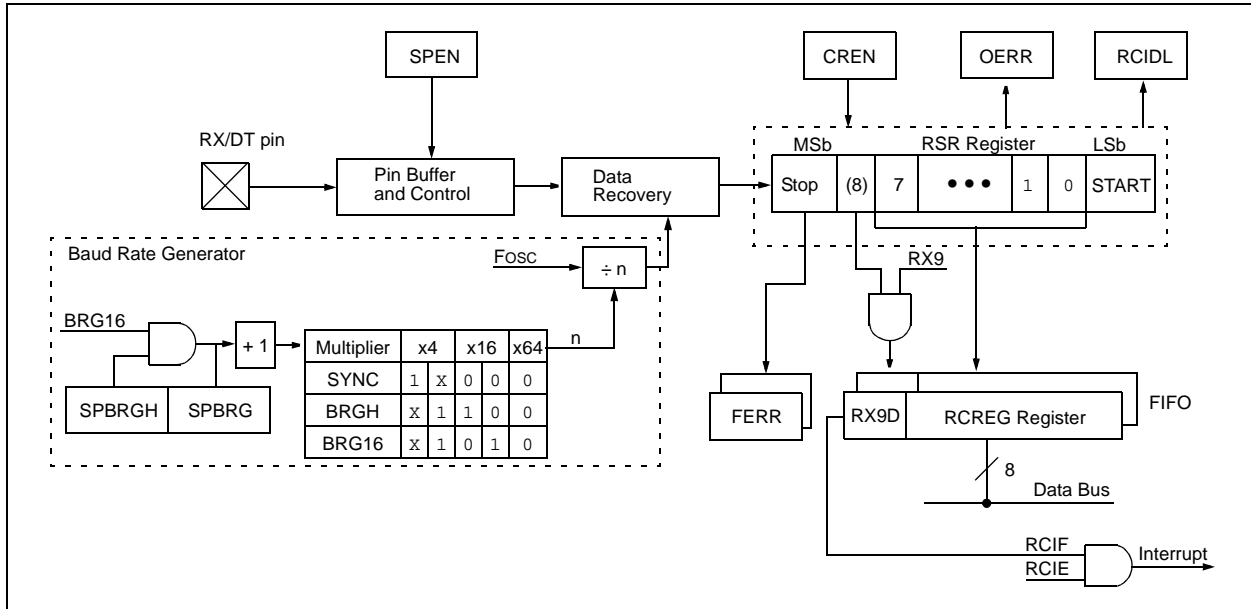 SPEN
CREN
OERR
RCIDL
RX/DT pin
Pin Buffer
and Control
Data
Recovery
MSb RSR Register LSb
Stop (8) 7 ••• 1 0 START
Baud Rate Generator
FOSC
÷ n
RX9
BRG16
+ 1
n
Multiplier x4 x16 x64
SYNC 1 X 0 0 0
BRGH X 1 1 0 0
BRG16 X 1 0 1 0
SPBRGH SPBRG
FERR
RX9D RCREG Register
FIFO
8
Data Bus
RCIF
RCIE
Interrupt